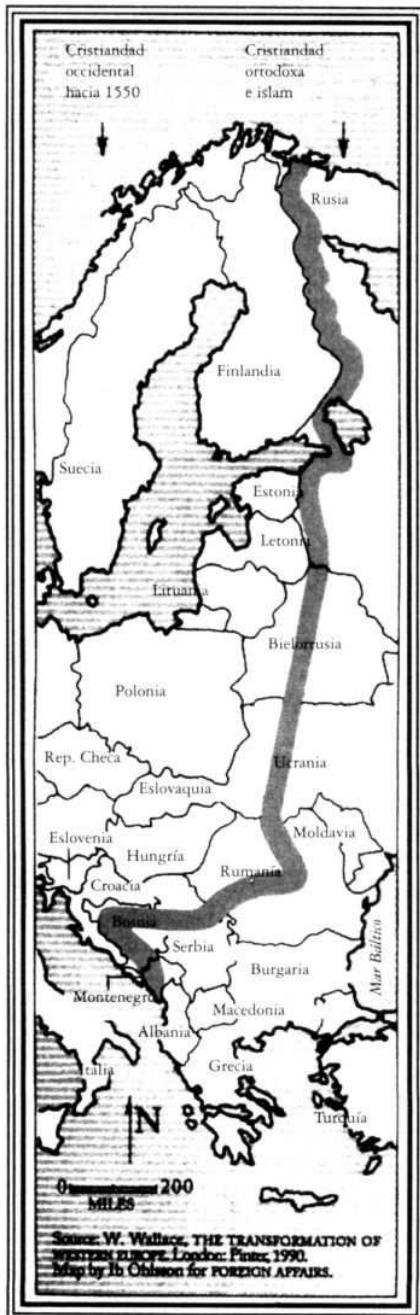 Cristiandad
occidental
hacia 1550
Cristiandad
ortodoxa
e islam
Rusia
Finlandia
Suecia
Estonia
Letonia
Lituania
Bielorrusia
Polonia
Rep. Checa
Ucrania
Eslovaquia
Moldavia
Eslovenia
Hungría
Rumanía
Croacia
Bosnia
Serbia
Mar Báltico
Burgaria
Montenegro
Macedonia
Albania
Italia
Grecia
Turquía
N
0 200
MILES
Source: W. Wallace, THE TRANSFORMATION OF
WESTERN EUROPE. London: Pinter, 1990.
Map by Ib Ohlsson for FOREIGN AFFAIRS.